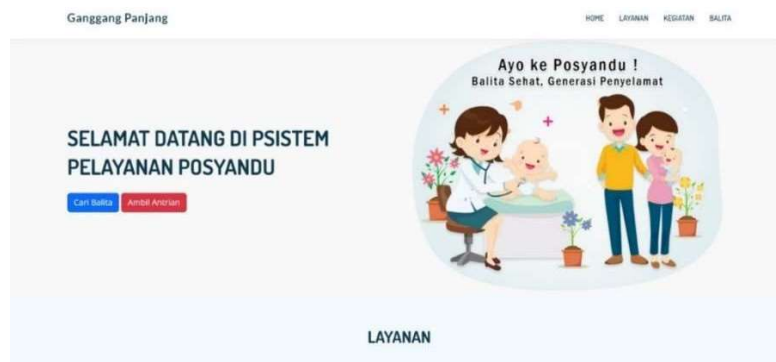 Ganggang Panjang
HOME LAYANAN KEGIATAN BALITA
Ayo ke Posyandu !
Balita Sehat, Generasi Penyelamat
SELAMAT DATANG DI PSISTEM
PELAYANAN POSYANDU
Cari Balita Ambil Antrian
LAYANAN